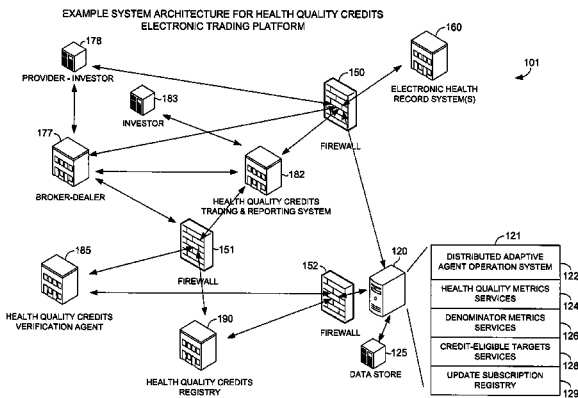 EXAMPLE SYSTEM ARCHITECTURE FOR HEALTH QUALITY CREDITS
ELECTRONIC TRADING PLATFORM
178
PROVIDER - INVESTOR
183
INVESTOR
150
FIREWALL
160
ELECTRONIC HEALTH
RECORD SYSTEM(S)
101
177
BROKER-DEALER
182
HEALTH QUALITY CREDITS
TRADING & REPORTING SYSTEM
151
FIREWALL
185
HEALTH QUALITY CREDITS
VERIFICATION AGENT
190
HEALTH QUALITY CREDITS
REGISTRY
152
FIREWALL
120
125
DATA STORE
121
DISTRIBUTED ADAPTIVE
AGENT OPERATION SYSTEM
122
HEALTH QUALITY METRICS
SERVICES
124
DENOMINATOR METRICS
SERVICES
126
CREDIT-ELIGIBLE TARGETS
SERVICES
128
UPDATE SUBSCRIPTION
REGISTRY
129